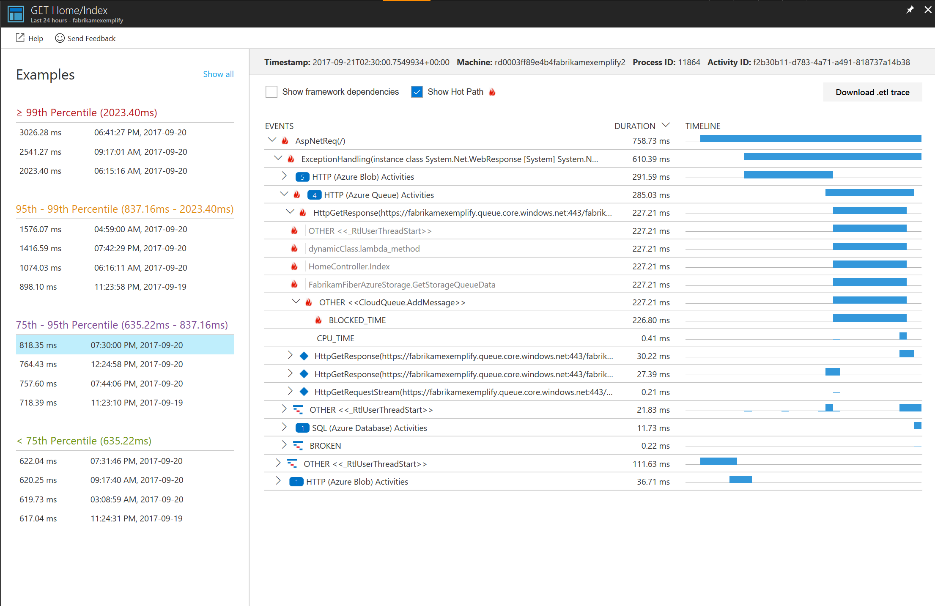 GET Home/Index
Last 24 hours - fabrikamexemplify
Help Send Feedback
Examples Show all
≥ 99th Percentile (2023.40ms)
3026.28 ms 06:41:27 PM, 2017-09-20
2541.27 ms 09:17:01 AM, 2017-09-20
2023.40 ms 06:15:16 AM, 2017-09-20
95th - 99th Percentile (837.16ms - 2023.40ms)
1576.07 ms 04:59:00 AM, 2017-09-20
1416.59 ms 07:42:29 PM, 2017-09-20
1074.03 ms 06:16:11 AM, 2017-09-20
898.10 ms 11:23:58 PM, 2017-09-19
75th - 95th Percentile (635.22ms - 837.16ms)
818.35 ms 07:30:00 PM, 2017-09-20
764.43 ms 12:24:58 PM, 2017-09-20
757.60 ms 07:44:06 PM, 2017-09-20
718.39 ms 11:23:10 PM, 2017-09-19
< 75th Percentile (635.22ms)
622.04 ms 07:31:46 PM, 2017-09-20
620.25 ms 09:17:40 AM, 2017-09-20
619.73 ms 03:08:59 AM, 2017-09-20
617.04 ms 11:24:31 PM, 2017-09-19
Timestamp: 2017-09-21T02:30:00.7549934+00:00 Machine: rd0003ff89e4b4fabrikamexemplify2 Process ID: 11864 Activity ID: f2b30b11-d783-4a71-a491-818737a14b38
Show framework dependencies Show Hot Path Download .etl trace
EVENTS DURATION TIMELINE
AspNetReq(/) 758.73 ms
ExceptionHandling(instance class System.Net.WebResponse [System] System.N... 610.39 ms
HTTP (Azure Blob) Activities 291.59 ms
4 HTTP (Azure Queue) Activities 285.03 ms
HttpGetResponse(https://fabrikamexemplify.queue.core.windows.net:443/fabrik... 227.21 ms
OTHER <<_RtlUserThreadStart>> 227.21 ms
dynamicClass.lambda_method 227.21 ms
HomeController.Index 227.21 ms
FabrikamFiberAzureStorage.GetStorageQueueData 227.21 ms
OTHER <<CloudQueue.AddMessage>> 227.21 ms
BLOCKED_TIME 226.80 ms
CPU_TIME 0.41 ms
HttpGetResponse(https://fabrikamexemplify.queue.core.windows.net:443/fabrik... 30.22 ms
HttpGetResponse(https://fabrikamexemplify.queue.core.windows.net:443/fabrik... 27.39 ms
HttpGetRequestStream(https://fabrikamexemplify.queue.core.windows.net:443/... 0.21 ms
OTHER <<_RtlUserThreadStart>> 21.83 ms
SQL (Azure Database) Activities 11.73 ms
BROKEN 0.22 ms
OTHER <<_RtlUserThreadStart>> 111.63 ms
HTTP (Azure Blob) Activities 36.71 ms